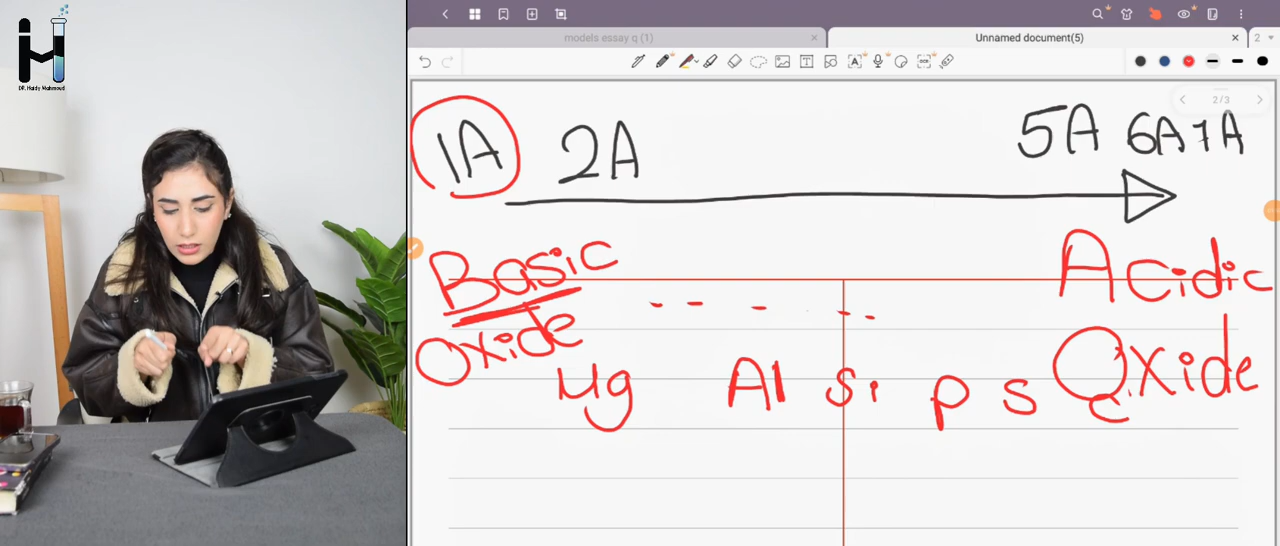 H
DR. Haidy Mahmoud
models essay q (1)
Unnamed document(5)
2
2/3
1A 2A 5A 6A 7A
Basic Acidic
Oxide Oxide
Mg Al Si P S C